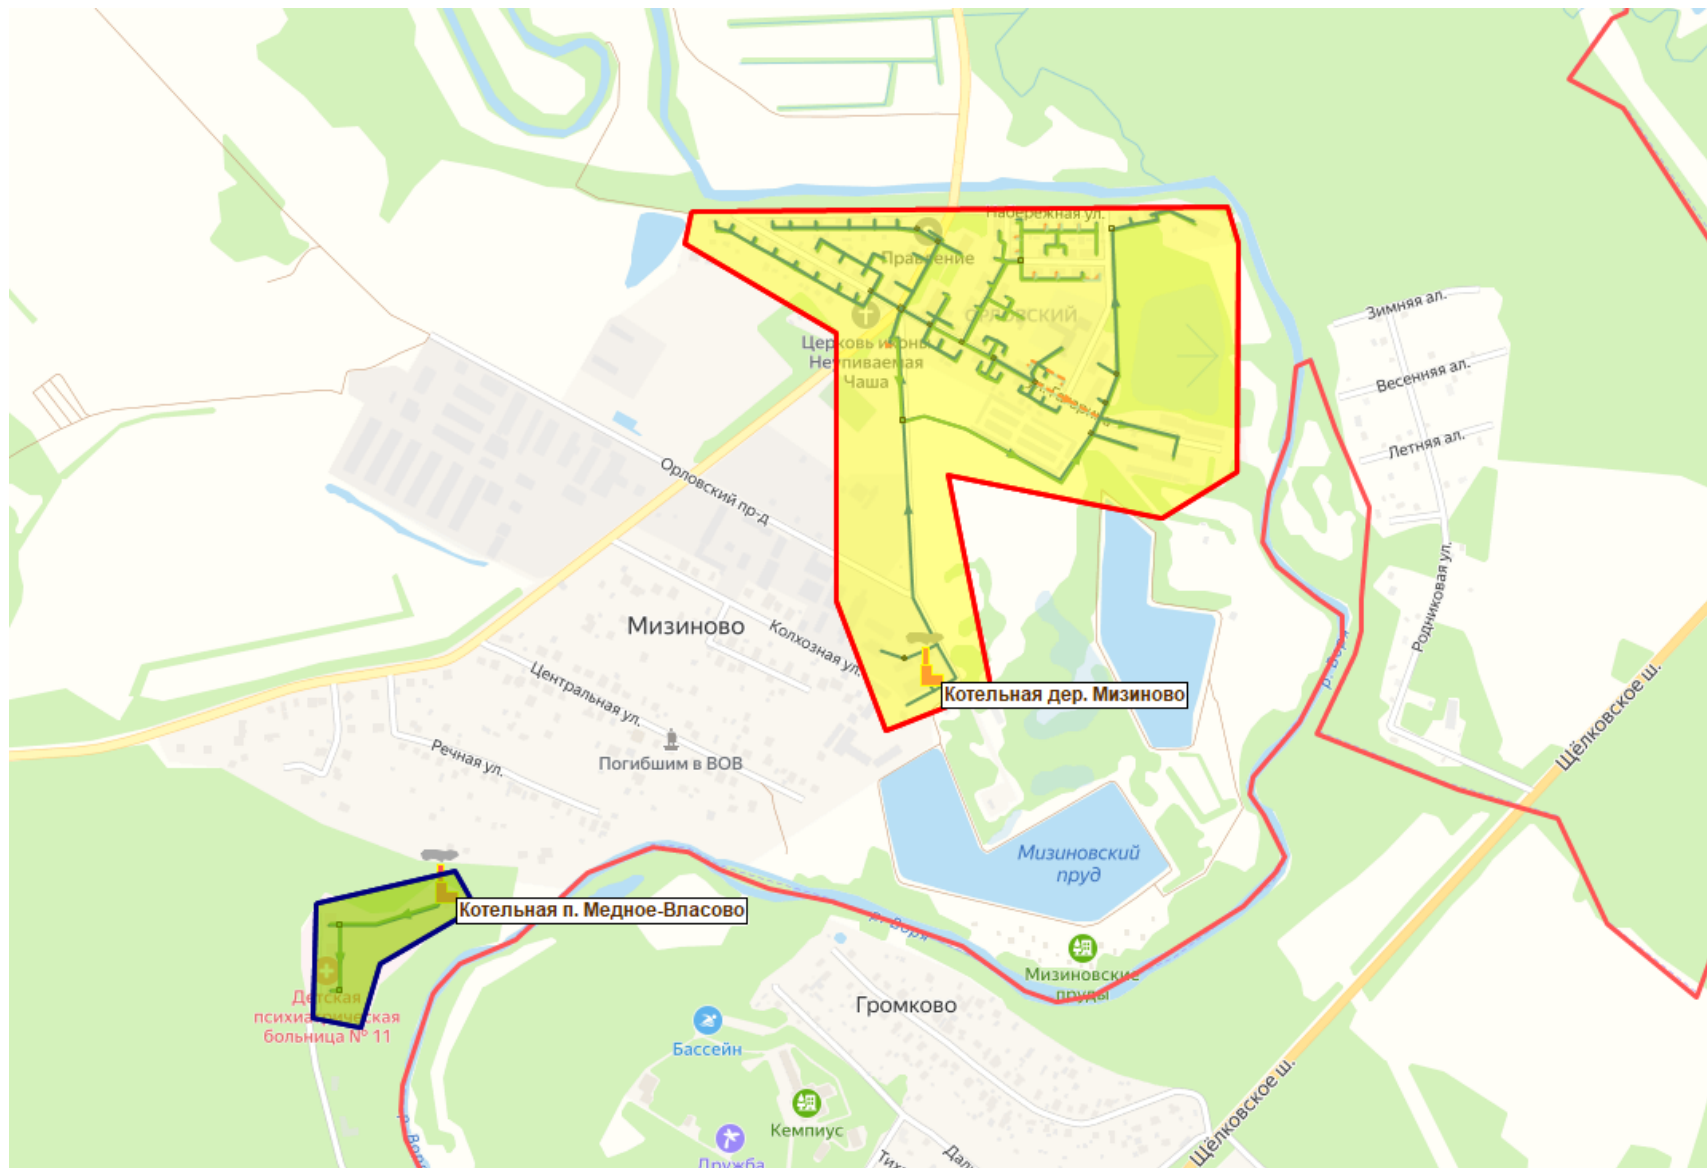 Набережная ул.
Правление
Зимняя ал.
ОРЛОВСКИЙ
Церковь иконы
Неупиваемая
Чаша
Весенняя ал.
Летняя ал.
Орловский пр-д
Родниковая ул.
Мизиново
Колхозная ул.
р. Воря
Щёлковское ш.
Центральная ул.
Котельная дер. Мизиново
Речная ул.
Погибшим в ВОВ
Мизиновский
пруд
Котельная п. Медное-Власово
р. Воря
Мизиновские
пруды
Детская
психиатрическая
больница № 11
Громково
Бассейн
Щёлковское ш.
Кемпиус
р. Воря
Дружба